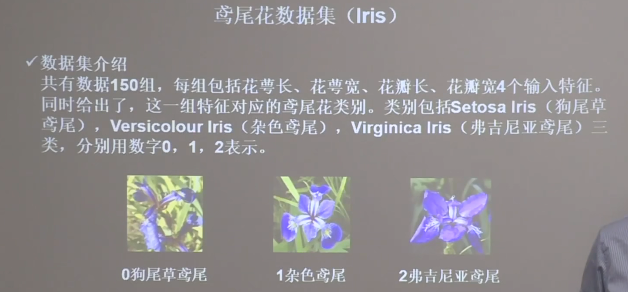 鸢尾花数据集（Iris）
✓数据集介绍
共有数据150组，每组包括花萼长、花萼宽、花瓣长、花瓣宽4个输入特征。
同时给出了，这一组特征对应的鸢尾花类别。类别包括Setosa Iris（狗尾草
鸢尾），Versicolour Iris（杂色鸢尾），Virginica Iris（弗吉尼亚鸢尾）三
类，分别用数字0，1，2表示。
0狗尾草鸢尾 1杂色鸢尾 2弗吉尼亚鸢尾